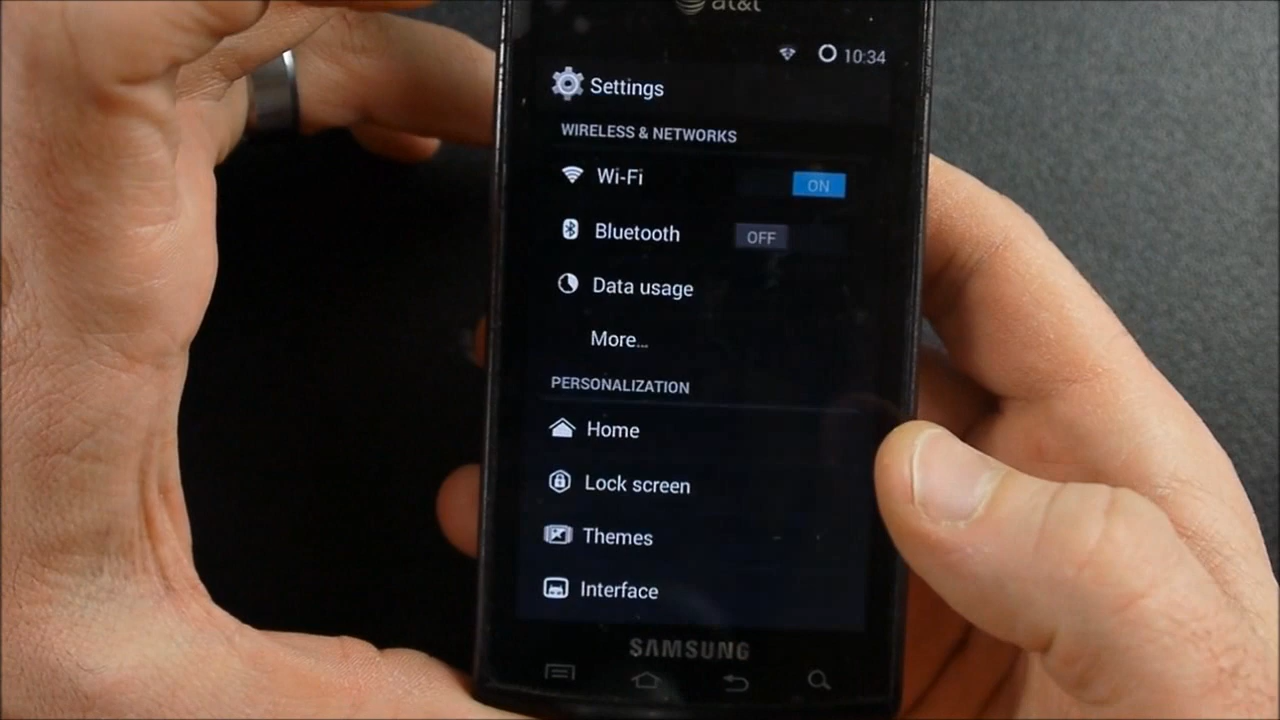 at&t
10:34
Settings
WIRELESS & NETWORKS
Wi-Fi ON
Bluetooth OFF
Data usage
More...
PERSONALIZATION
Home
Lock screen
Themes
Interface
SAMSUNG